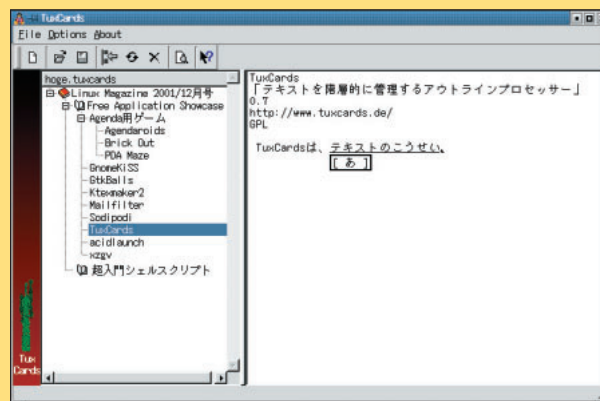 TuxCards
File Options About
hoge.tuxcards
Linux Magazine 2001/12月号
Free Application Showcase
Agenda用ゲーム
Agendaroids
Brick Out
PDA Maze
GnomeKiSS
GtkBalls
Ktexmaker2
Mailfilter
Sodipodi
TuxCards
acidlaunch
xzgv
超入門シェルスクリプト
Tux
Cards
TuxCards
「テキストを階層的に管理するアウトラインプロセッサー」
0.7
http://www.tuxcards.de/
GPL
TuxCardsは、テキストのこうせい、
[ あ ]